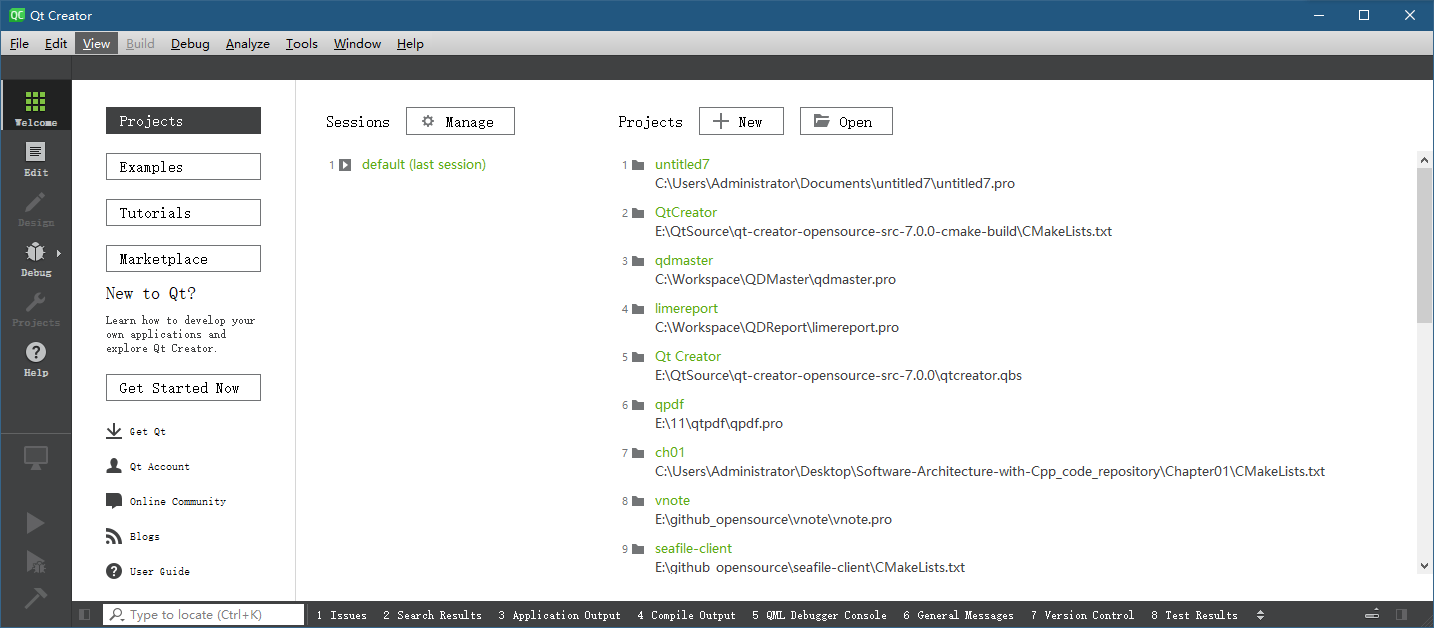 QC Qt Creator
File Edit View Build Debug Analyze Tools Window Help
Welcome
Edit
Design
Debug
Projects
Help
Projects
Examples
Tutorials
Marketplace
New to Qt?
Learn how to develop your
own applications and
explore Qt Creator.
Get Started Now
Get Qt
Qt Account
Online Community
Blogs
User Guide
Sessions Manage
1 default (last session)
Projects New Open
1 untitled7
C:\Users\Administrator\Documents\untitled7\untitled7.pro
2 QtCreator
E:\QtSource\qt-creator-opensource-src-7.0.0-cmake-build\CMakeLists.txt
3 qdmaster
C:\Workspace\QDMaster\qdmaster.pro
4 limereport
C:\Workspace\QDReport\limereport.pro
5 Qt Creator
E:\QtSource\qt-creator-opensource-src-7.0.0\qtcreator.qbs
6 qpdf
E:\11\qtpdf\qpdf.pro
7 ch01
C:\Users\Administrator\Desktop\Software-Architecture-with-Cpp_code_repository\Chapter01\CMakeLists.txt
8 vnote
E:\github_opensource\vnote\vnote.pro
9 seafile-client
E:\github_opensource\seafile-client\CMakeLists.txt
Type to locate (Ctrl+K) 1 Issues 2 Search Results 3 Application Output 4 Compile Output 5 QML Debugger Console 6 General Messages 7 Version Control 8 Test Results